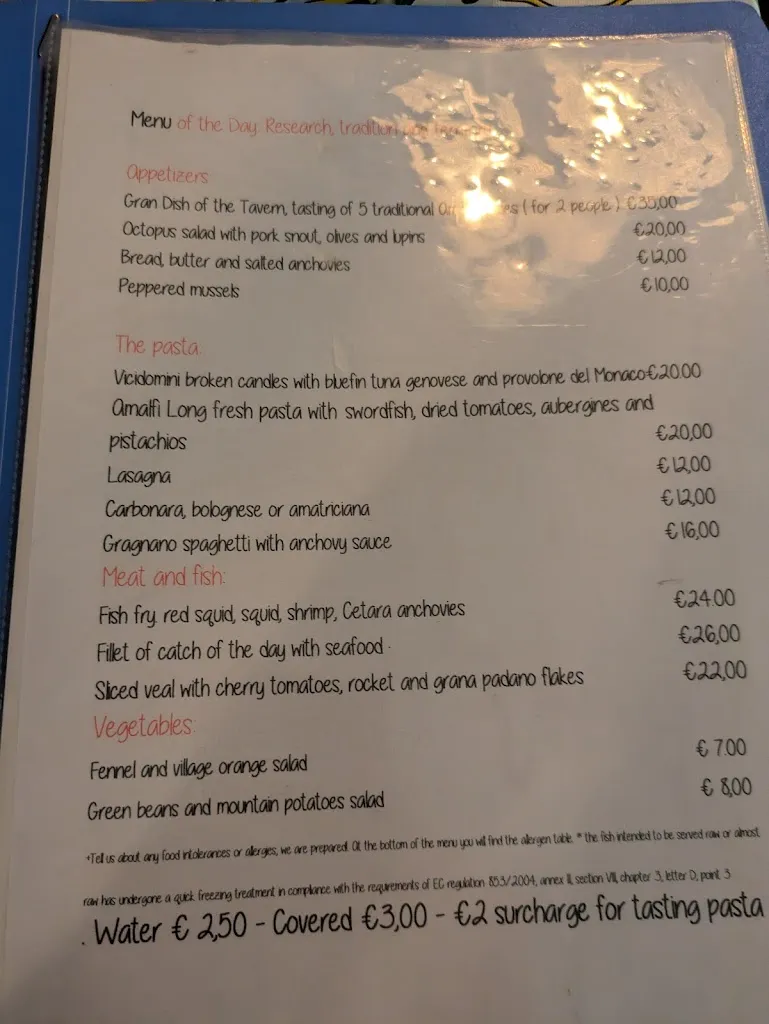 Menu of the Day. Research, tradition
Appetizers
Gran Dish of the Tavern, tasting of 5 traditional (for 2 people) €35,00
Octopus salad with pork snout, olives and lupins €20,00
Bread, butter and salted anchovies €12,00
Peppered mussels €10,00
The pasta:
Vicidomini broken candles with bluefin tuna genovese and provolone del Monaco€20.00
Amalfi Long fresh pasta with swordfish, dried tomatoes, aubergines and
pistachios €20,00
Lasagna €12,00
Carbonara, bolognese or amatriciana €12,00
Gragnano spaghetti with anchovy sauce €16,00
Meat and fish:
Fish fry: red squid, squid, shrimp, Cetara anchovies €24.00
Fillet of catch of the day with seafood - €26,00
Sliced veal with cherry tomatoes, rocket and grana padano flakes €22,00
Vegetables:
Fennel and village orange salad € 7.00
Green beans and mountain potatoes salad € 8,00
*Tell us about any food intolerances or allergies, we are prepared. At the bottom of the menu you will find the allergen table. * the fish intended to be served raw or almost
raw has undergone a quick freezing treatment in compliance with the requirements of EC regulation 853/2004, annex II, section VIII, chapter 3, letter D, point 3
. Water € 2,50 - Covered €3,00 - €2 surcharge for tasting pasta